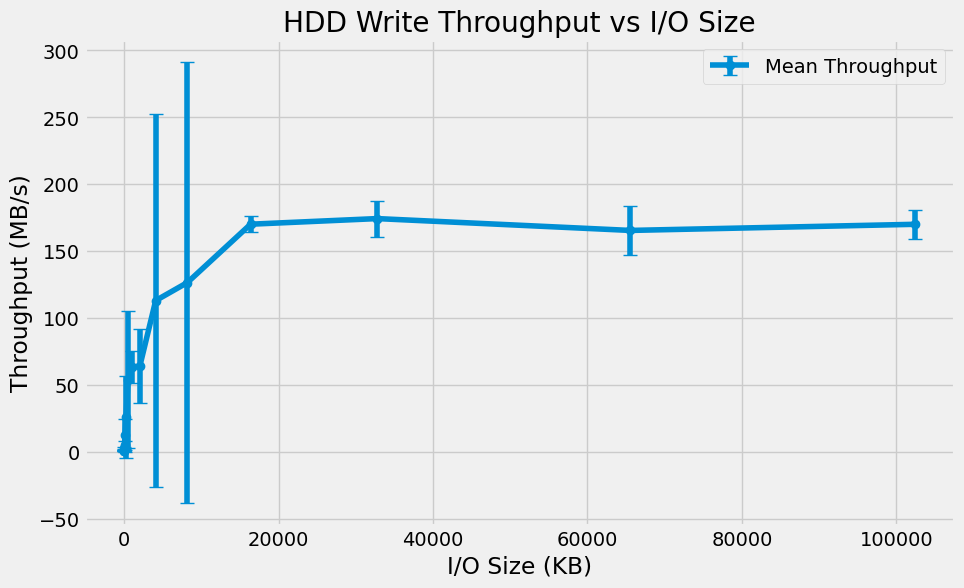 HDD Write Throughput vs I/O Size
Mean Throughput
300
250
200
150
100
50
0
−50
Throughput (MB/s)
0 20000 40000 60000 80000 100000
I/O Size (KB)